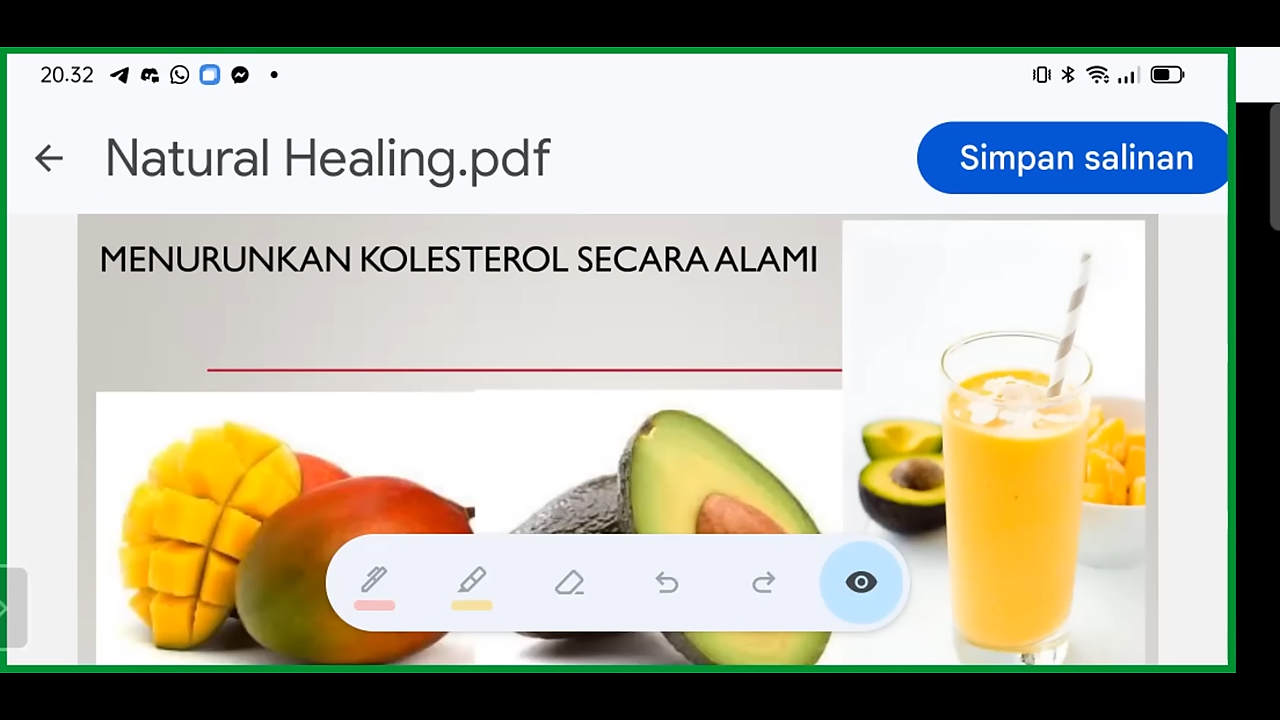 20.32
Natural Healing.pdf
Simpan salinan
MENURUNKAN KOLESTEROL SECARA ALAMI